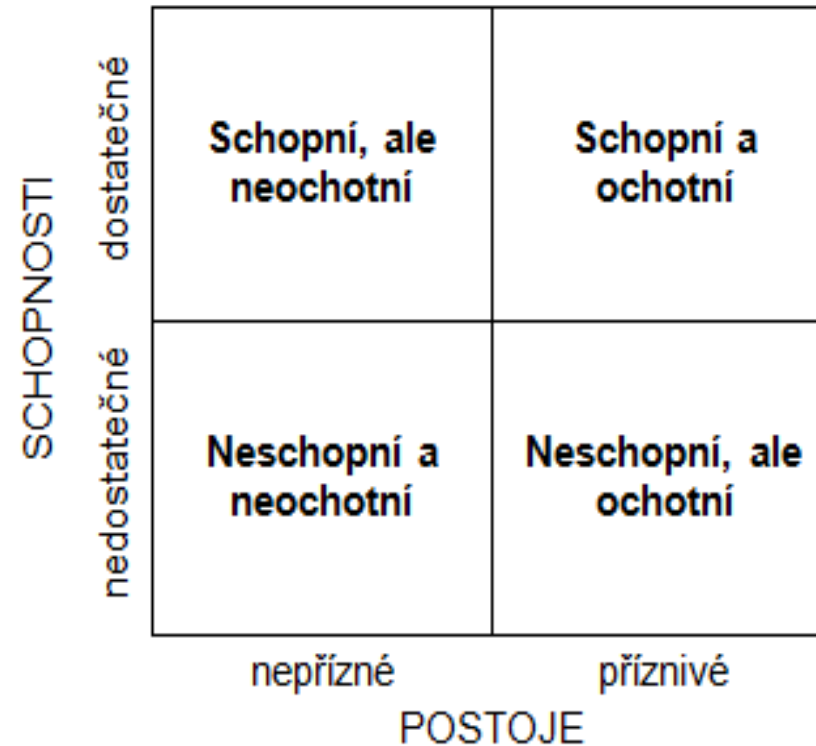 SCHOPNOSTI
dostatečné
Schopní, ale
neochotní
Schopní a
ochotní
nedostatečné
Neschopní a
neochotní
Neschopní, ale
ochotní
nepřízné
příznivé
POSTOJE